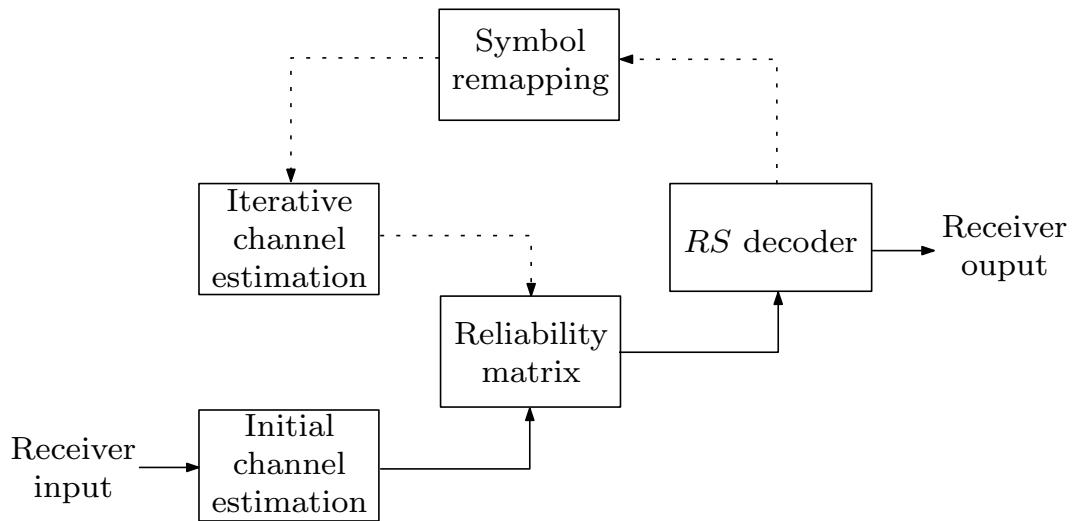 Symbol
remapping
Iterative
channel
estimation
RS decoder
Receiver
ouput
Reliability
matrix
Initial
channel
estimation
Receiver
input